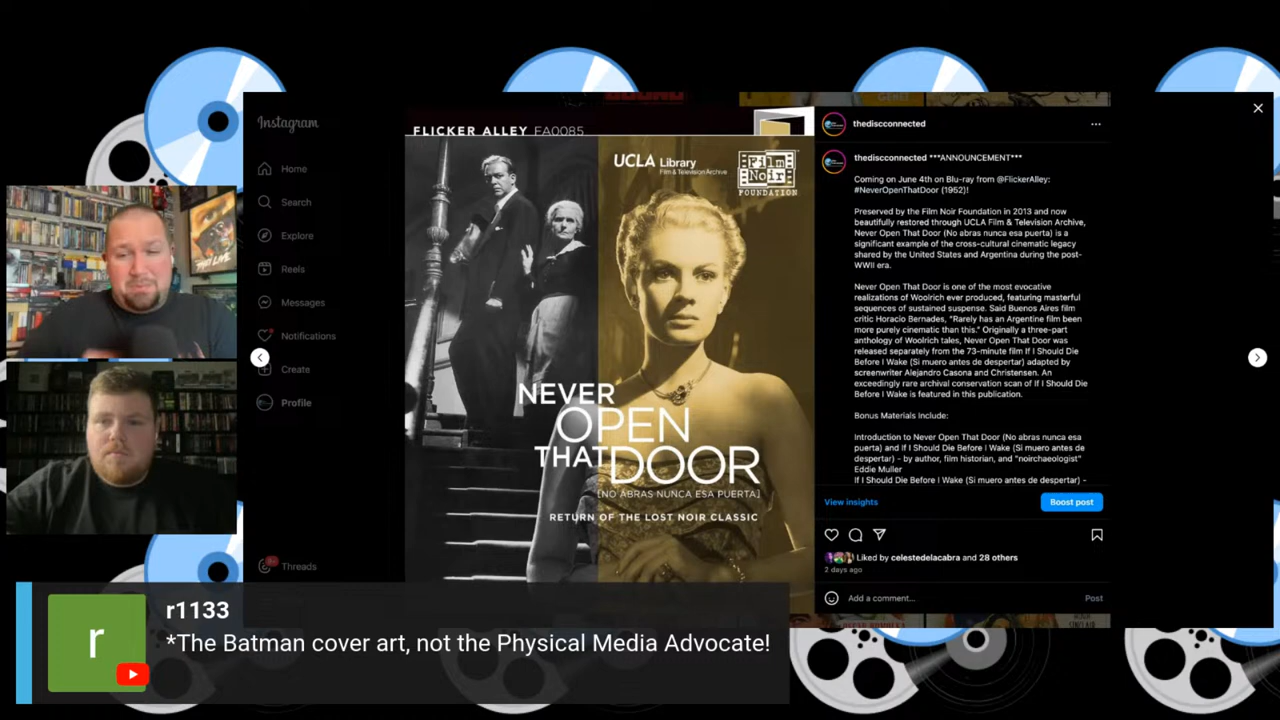 Instagram
Home
Search
Explore
Reels
Messages
Notifications
Create
Profile
Threads
FLICKER ALLEY FA0085
UCLA Library
Film & Television Archive
Film
Noir
FOUNDATION
NEVER
OPEN
THAT DOOR
[NO ABRAS NUNCA ESA PUERTA]
RETURN OF THE LOST NOIR CLASSIC
thediscconnected
thediscconnected ***ANNOUNCEMENT***
Coming on June 4th on Blu-ray from @FlickerAlley:
#NeverOpenThatDoor (1952)!
Preserved by the Film Noir Foundation in 2013 and now
beautifully restored through UCLA Film & Television Archive,
Never Open That Door (No abras nunca esa puerta) is a
significant example of the cross-cultural cinematic legacy
shared by the United States and Argentina during the post-
WWII era.
Never Open That Door is one of the most evocative
realizations of Woolrich ever produced, featuring masterful
sequences of sustained suspense. Said Buenos Aires film
critic Horacio Bernades, "Rarely has an Argentine film been
more purely cinematic than this." Originally a three-part
anthology of Woolrich tales, Never Open That Door was
released separately from the 73-minute film If I Should Die
Before I Wake (Si muero antes de despertar) adapted by
screenwriter Alejandro Casona and Christensen. An
exceedingly rare archival conservation scan of If I Should Die
Before I Wake is featured in this publication.
Bonus Materials Include:
Introduction to Never Open That Door (No abras nunca esa
puerta) and If I Should Die Before I Wake (Si muero antes de
despertar) - by author, film historian, and "noirchaeologist"
Eddie Muller
If I Should Die Before I Wake (Si muero antes de despertar) -
View insights
Boost post
Liked by celestedelacabra and 28 others
2 days ago
Add a comment...
Post
r
r1133
*The Batman cover art, not the Physical Media Advocate!